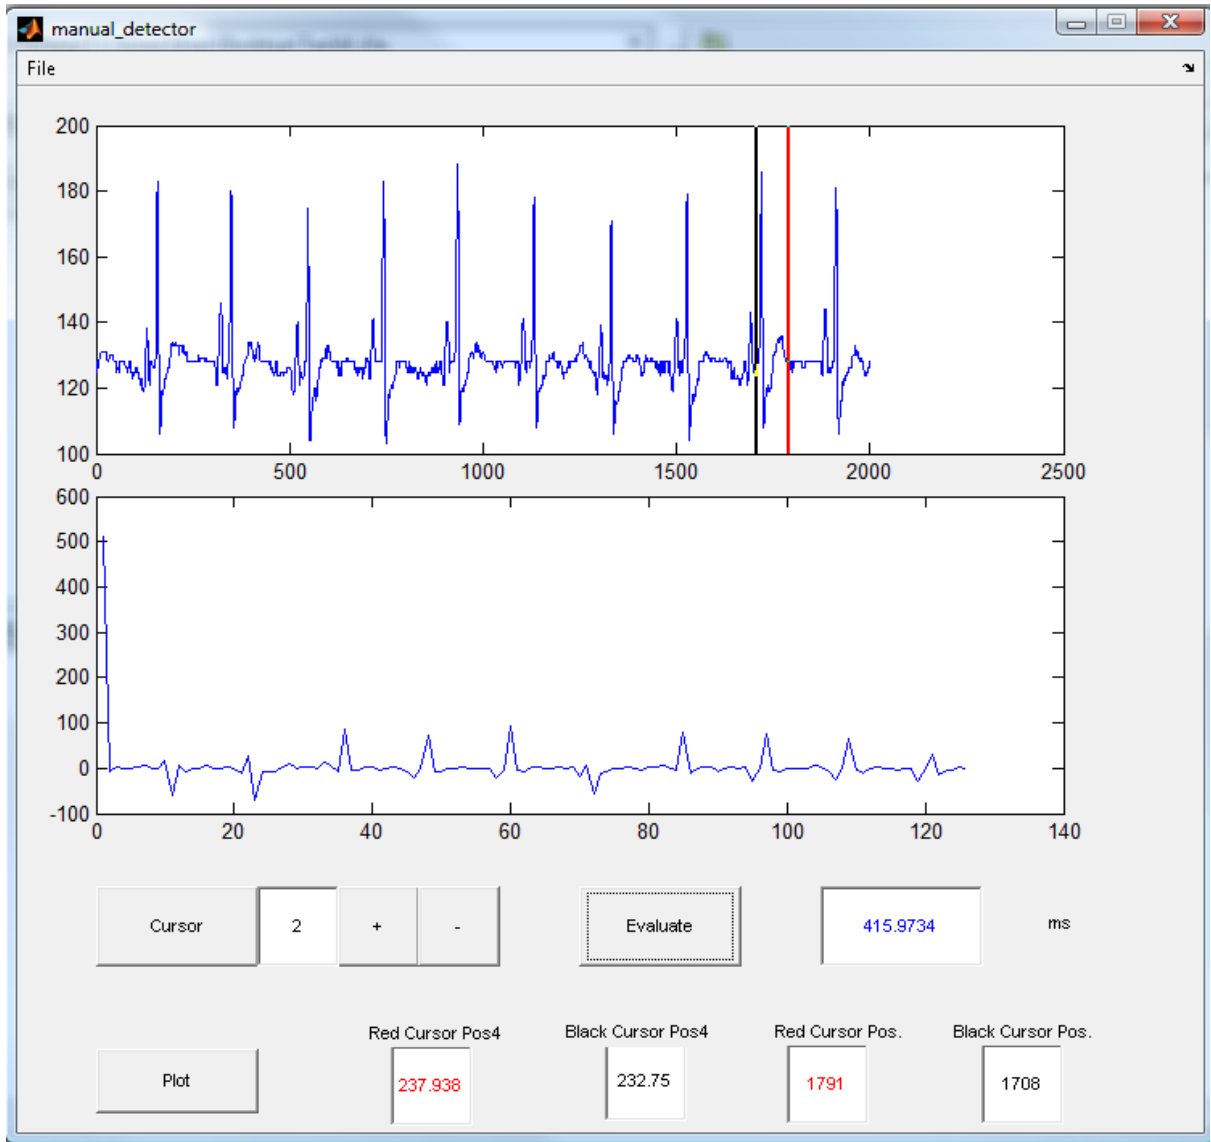 manual_detector
File
200
180
160
140
120
100
0 500 1000 1500 2000 2500
600
500
400
300
200
100
0
-100
0 20 40 60 80 100 120 140
Cursor 2 + - Evaluate 415.9734 ms
Red Cursor Pos4 Black Cursor Pos4 Red Cursor Pos. Black Cursor Pos.
Plot 237.938 232.75 1791 1708